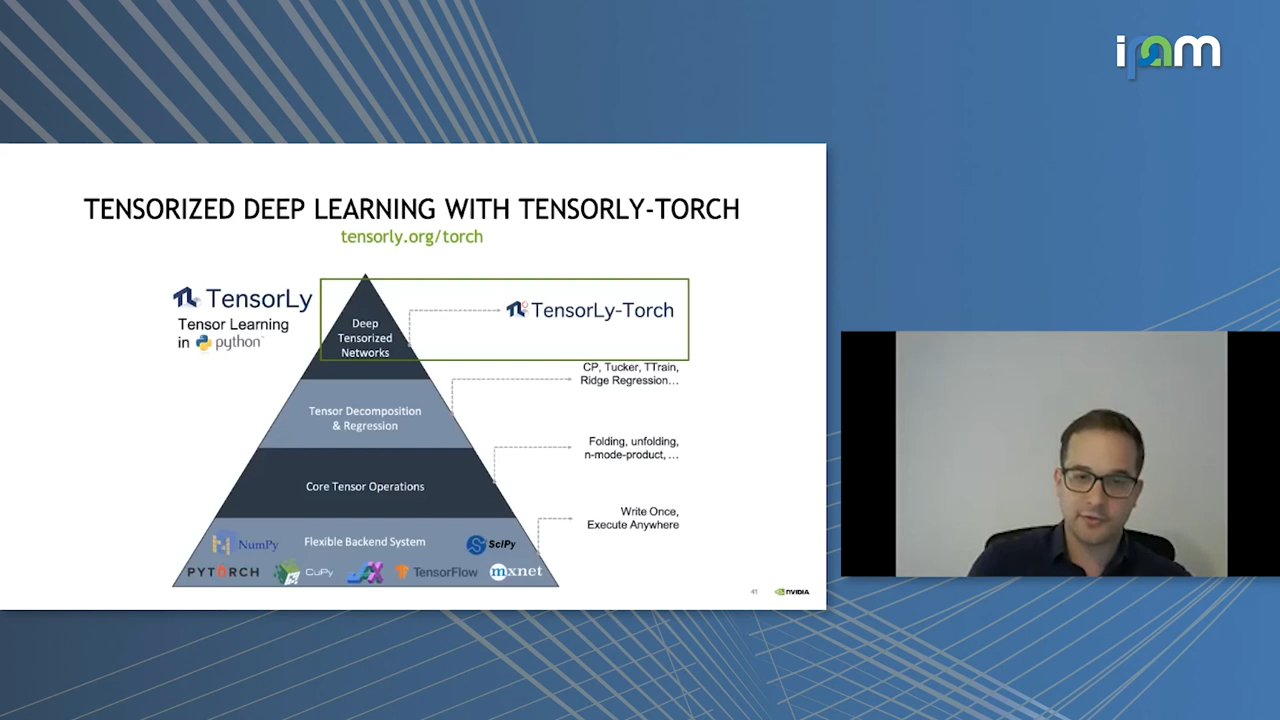 ipam
TENSORIZED DEEP LEARNING WITH TENSORLY-TORCH
tensorly.org/torch
TensorLy
Tensor Learning
in python
Deep
Tensorized
Networks
TensorLy-Torch
CP, Tucker, TTrain,
Ridge Regression...
Tensor Decomposition
& Regression
Folding, unfolding,
n-mode-product, ...
Core Tensor Operations
Write Once,
Execute Anywhere
NumPy
Flexible Backend System
SciPy
PYTORCH
CuPy
JAX
TensorFlow
mxnet
41
NVIDIA